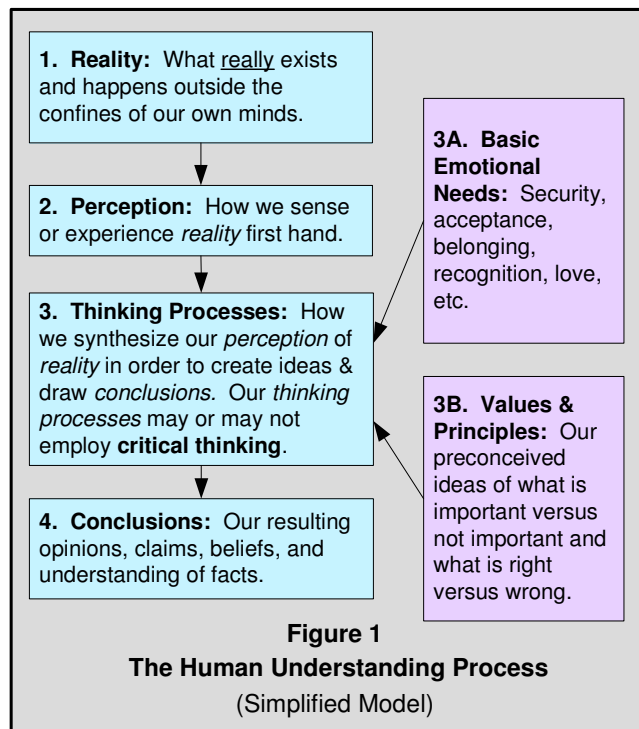 1. Reality: What really exists
and happens outside the
confines of our own minds.
2. Perception: How we sense
or experience reality first hand.
3. Thinking Processes: How
we synthesize our perception of
reality in order to create ideas &
draw conclusions. Our thinking
processes may or may not
employ critical thinking.
4. Conclusions: Our resulting
opinions, claims, beliefs, and
understanding of facts.
3A. Basic
Emotional
Needs: Security,
acceptance,
belonging,
recognition, love,
etc.
3B. Values &
Principles: Our
preconceived
ideas of what is
important versus
not important and
what is right
versus wrong.
Figure 1
The Human Understanding Process
(Simplified Model)